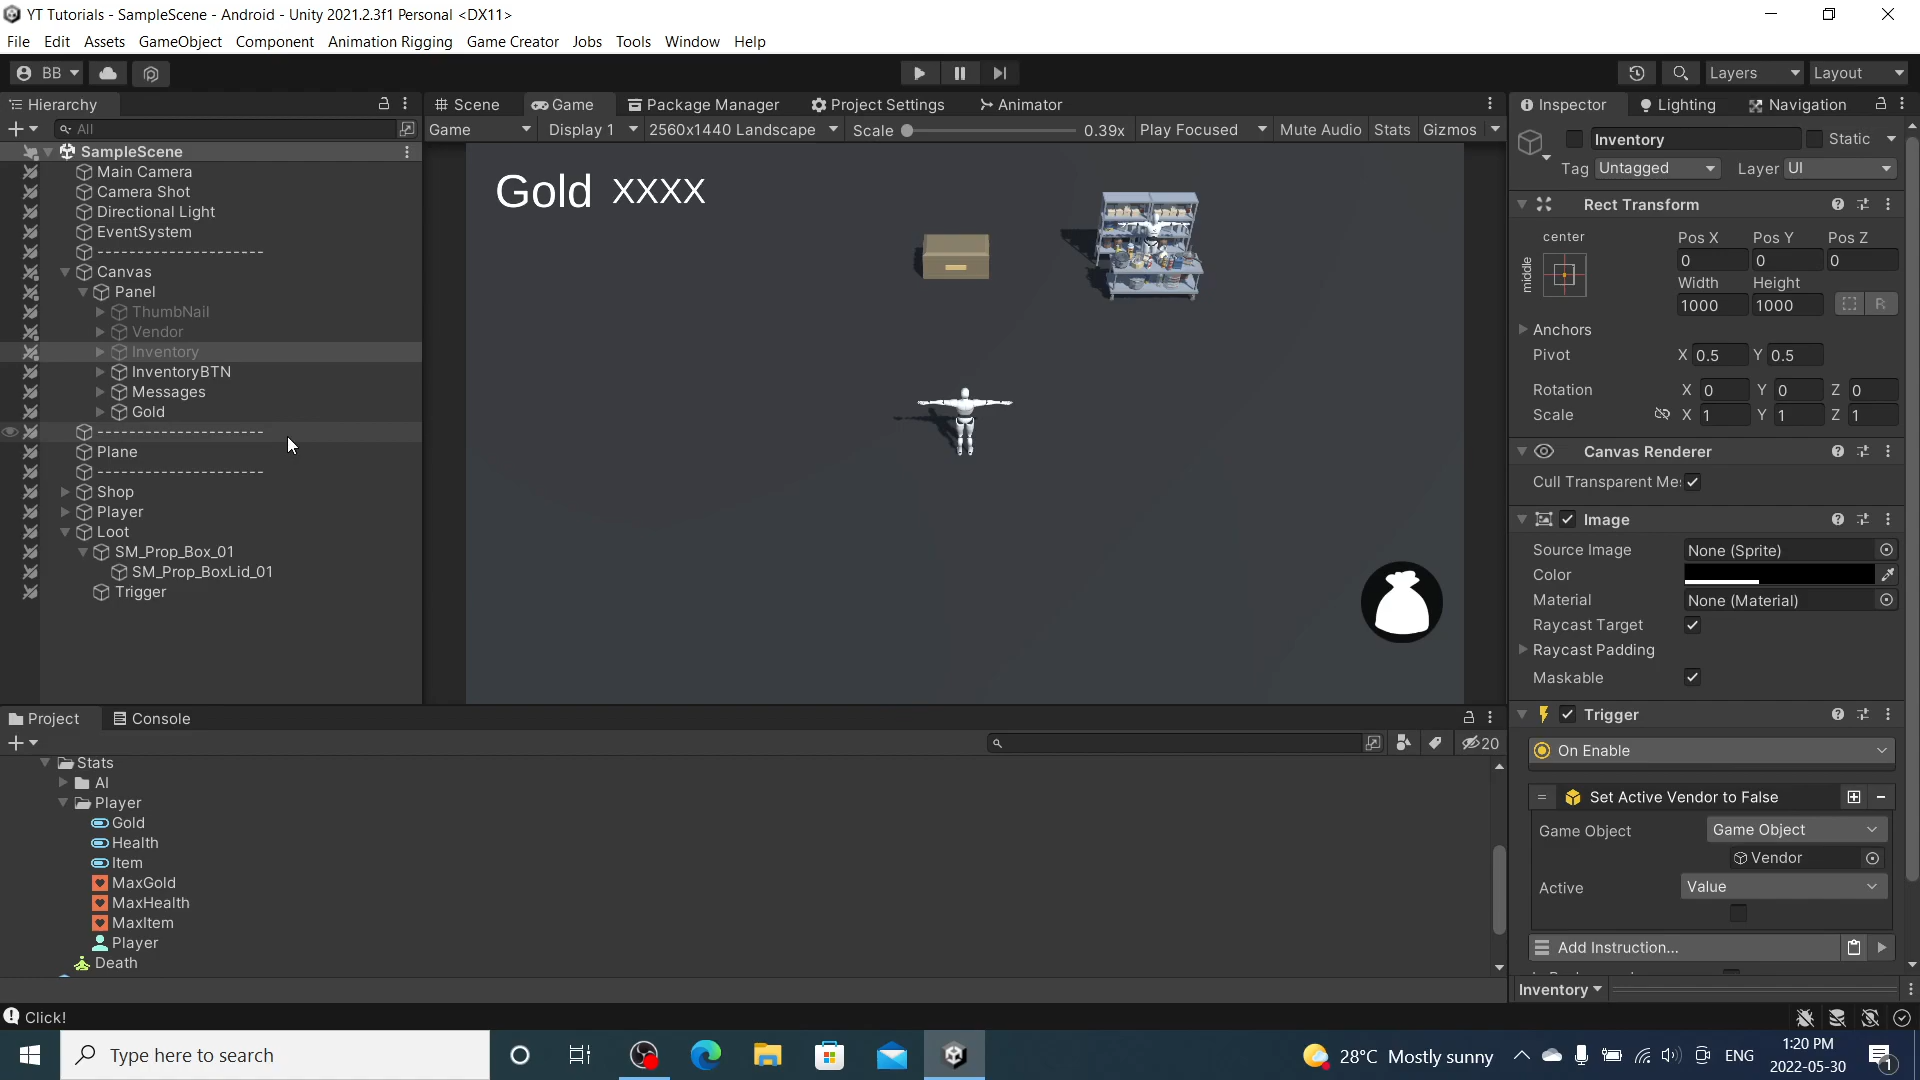 YT Tutorials - SampleScene - Android - Unity 2021.2.3f1 Personal <DX11>
File Edit Assets GameObject Component Animation Rigging Game Creator Jobs Tools Window Help
BB Layers Layout
Hierarchy
All
SampleScene
Main Camera
Camera Shot
Directional Light
EventSystem
---------------------
Canvas
Panel
ThumbNail
Vendor
Inventory
InventoryBTN
Messages
Gold
---------------------
Plane
---------------------
Shop
Player
Loot
SM_Prop_Box_01
SM_Prop_BoxLid_01
Trigger
Scene Game Package Manager Project Settings Animator
Game Display 1 2560x1440 Landscape Scale 0.39x Play Focused Mute Audio Stats Gizmos
Gold XXXX
Inspector Lighting Navigation
Inventory Static
Tag Untagged Layer UI
Rect Transform
center
middle
Pos X Pos Y Pos Z
0 0 0
Width Height
1000 1000 R
Anchors
Pivot X 0.5 Y 0.5
Rotation X 0 Y 0 Z 0
Scale X 1 Y 1 Z 1
Canvas Renderer
Cull Transparent Me
Image
Source Image None (Sprite)
Color
Material None (Material)
Raycast Target
Raycast Padding
Maskable
Trigger
On Enable
Set Active Vendor to False
Game Object Game Object
Vendor
Active Value
Add Instruction...
Inventory
Project Console
20
Stats
AI
Player
Gold
Health
Item
MaxGold
MaxHealth
MaxItem
Player
Death
Click!
Type here to search
28°C Mostly sunny
ENG
1:20 PM
2022-05-30
1